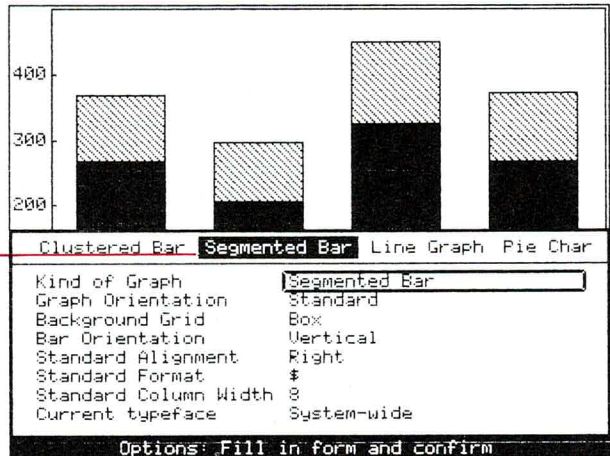 400
300
200
Clustered Bar Segmented Bar Line Graph Pie Char
Kind of Graph Segmented Bar
Graph Orientation Standard
Background Grid Box
Bar Orientation Vertical
Standard Alignment Right
Standard Format $
Standard Column Width 8
Current typeface System-wide
Options: Fill in form and confirm